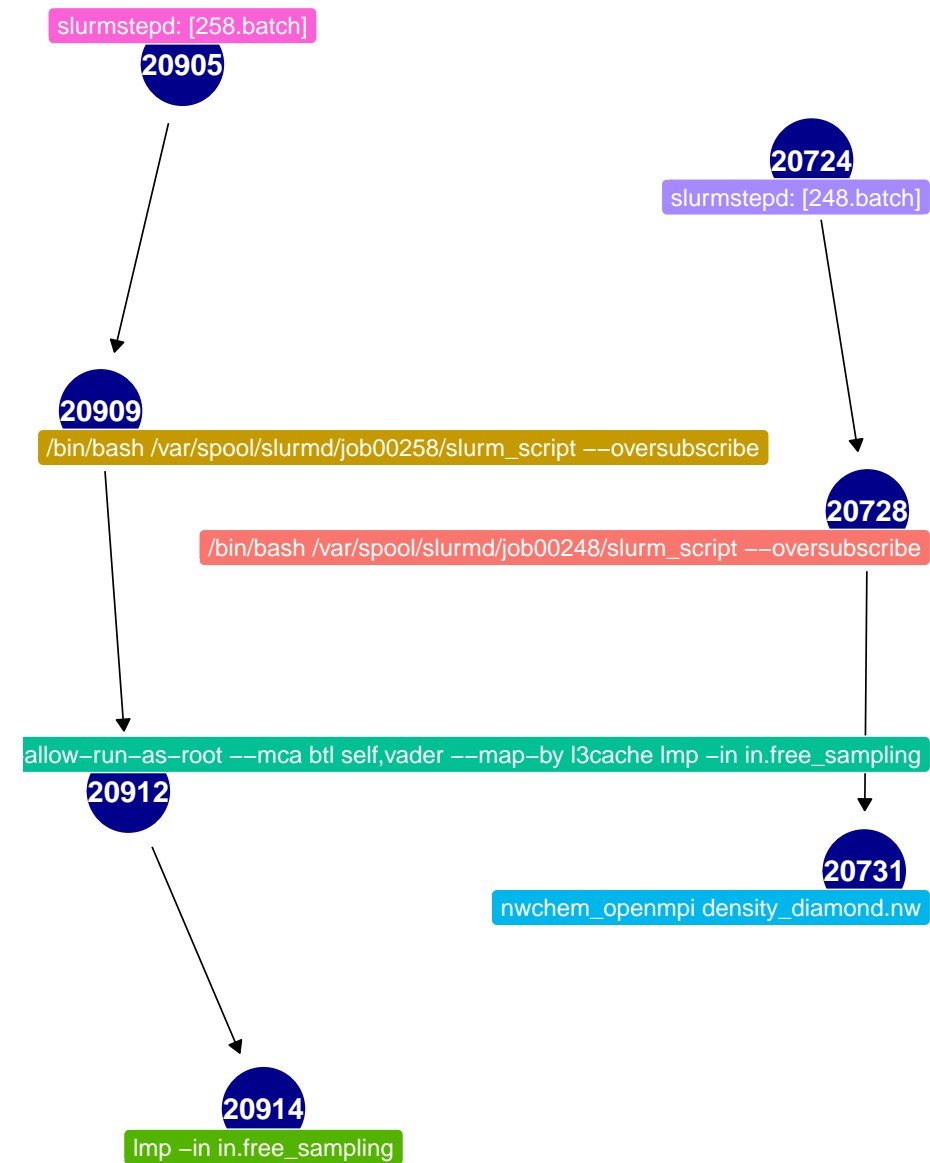 slurmstepd: [258.batch]
20905
20724
slurmstepd: [248.batch]
20909
/bin/bash /var/spool/slurmd/job00258/slurm_script −−oversubscribe
20728
/bin/bash /var/spool/slurmd/job00248/slurm_script −−oversubscribe
allow−run−as−root −−mca btl self,vader −−map−by l3cache lmp −in in.free_sampling
20912
20731
nwchem_openmpi density_diamond.nw
20914
lmp −in in.free_sampling